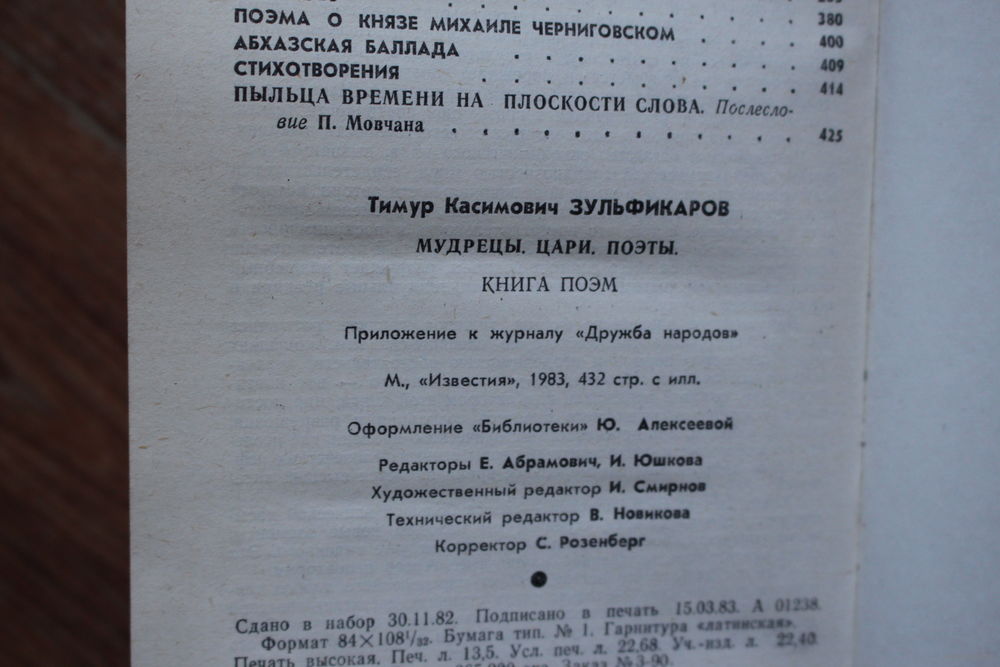 ПОЭМА О КНЯЗЕ МИХАИЛЕ ЧЕРНИГОВСКОМ . . . . 380
АБХАЗСКАЯ БАЛЛАДА . . . . . . . . . . 400
СТИХОТВОРЕНИЯ . . . . . . . . . . . 409
ПЫЛЬЦА ВРЕМЕНИ НА ПЛОСКОСТИ СЛОВА. Послесло- 414
вие П. Мовчана . . . . . . . . . . . . 425
Тимур Касимович ЗУЛЬФИКАРОВ
МУДРЕЦЫ. ЦАРИ. ПОЭТЫ.
КНИГА ПОЭМ
Приложение к журналу «Дружба народов»
М., «Известия», 1983, 432 стр. с илл.
Оформление «Библиотеки» Ю. Алексеевой
Редакторы Е. Абрамович, И. Юшкова
Художественный редактор И. Смирнов
Технический редактор В. Новикова
Корректор С. Розенберг
Сдано в набор 30.11.82. Подписано в печать 15.03.83. А 01238.
Формат 84×108¹/₃₂. Бумага тип. № 1. Гарнитура «латинская».
Печать высокая. Печ. л. 13,5. Усл. печ. л. 22,68. Уч.-изд. л. 22,40.
Заказ № 3-90.